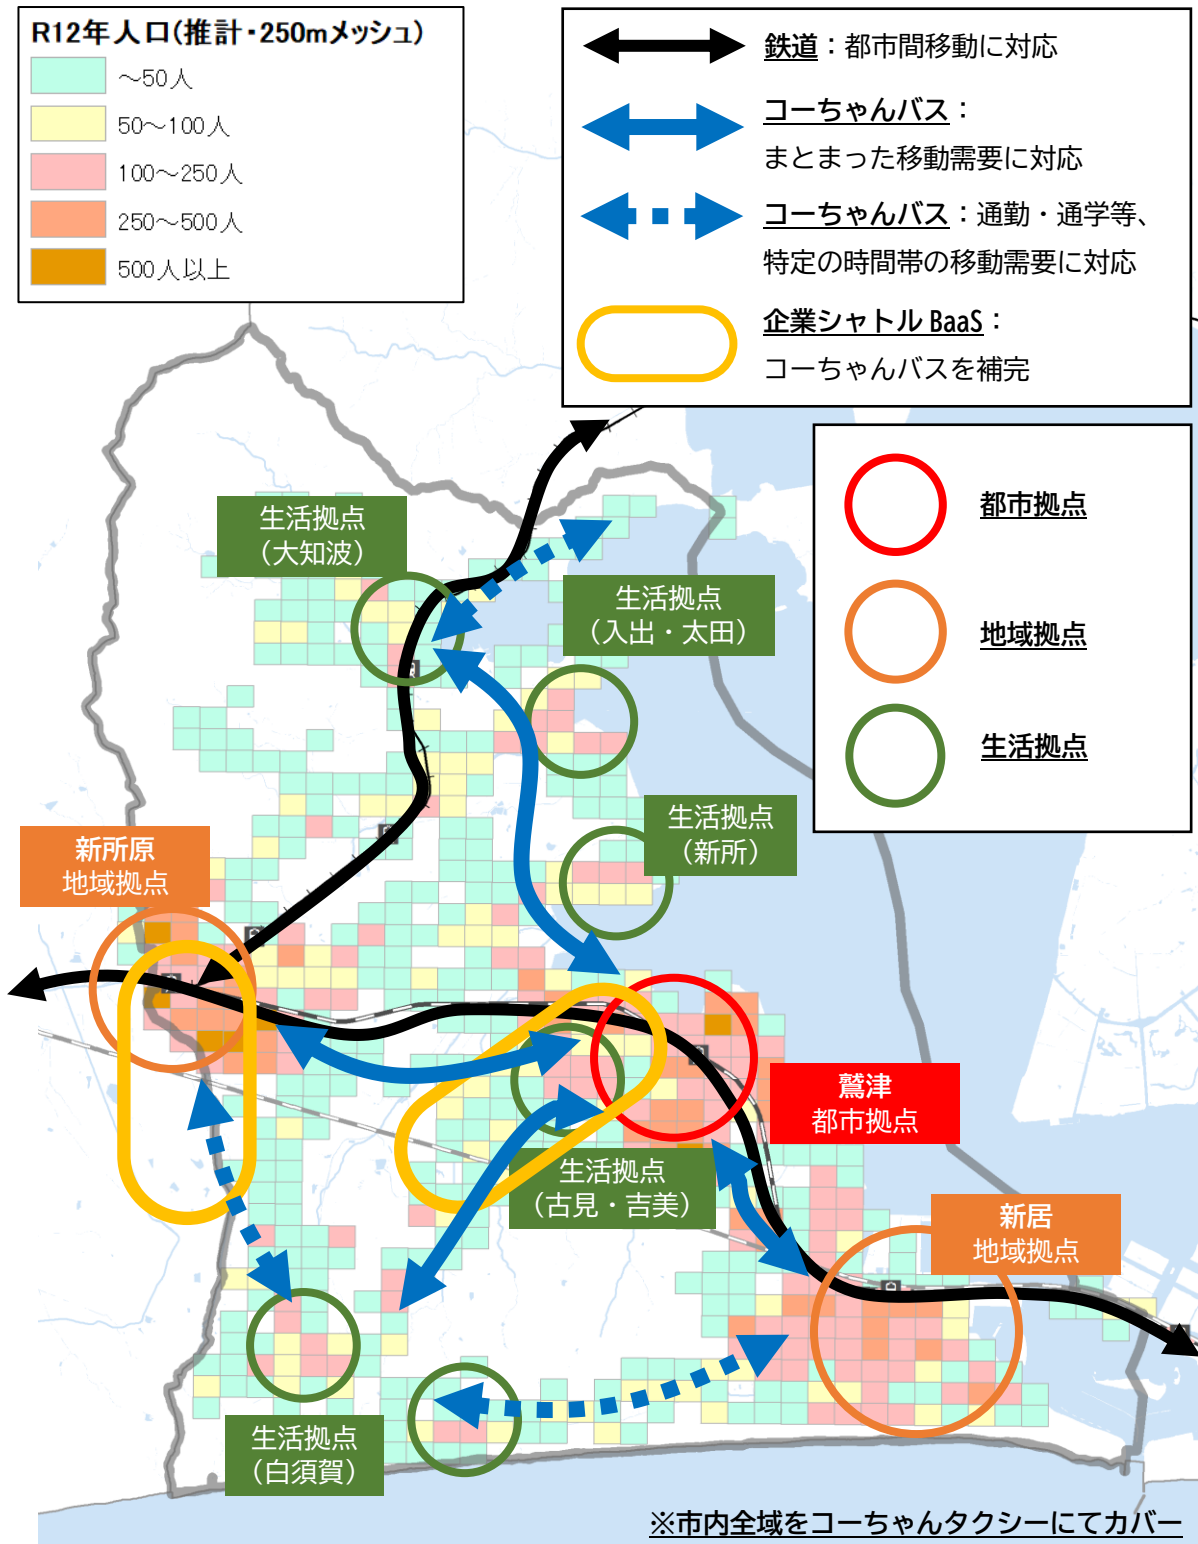 R12年人口(推計・250mメッシュ)
～50人
50～100人
100～250人
250～500人
500人以上
鉄道：都市間移動に対応
コーちゃんバス：
まとまった移動需要に対応
コーちゃんバス：通勤・通学等、
特定の時間帯の移動需要に対応
企業シャトル BaaS：
コーちゃんバスを補完
都市拠点
地域拠点
生活拠点
生活拠点
（大知波）
生活拠点
（入出・太田）
生活拠点
（新所）
新所原
地域拠点
鷲津
都市拠点
生活拠点
（古見・吉美）
新居
地域拠点
生活拠点
（白須賀）
※市内全域をコーちゃんタクシーにてカバー